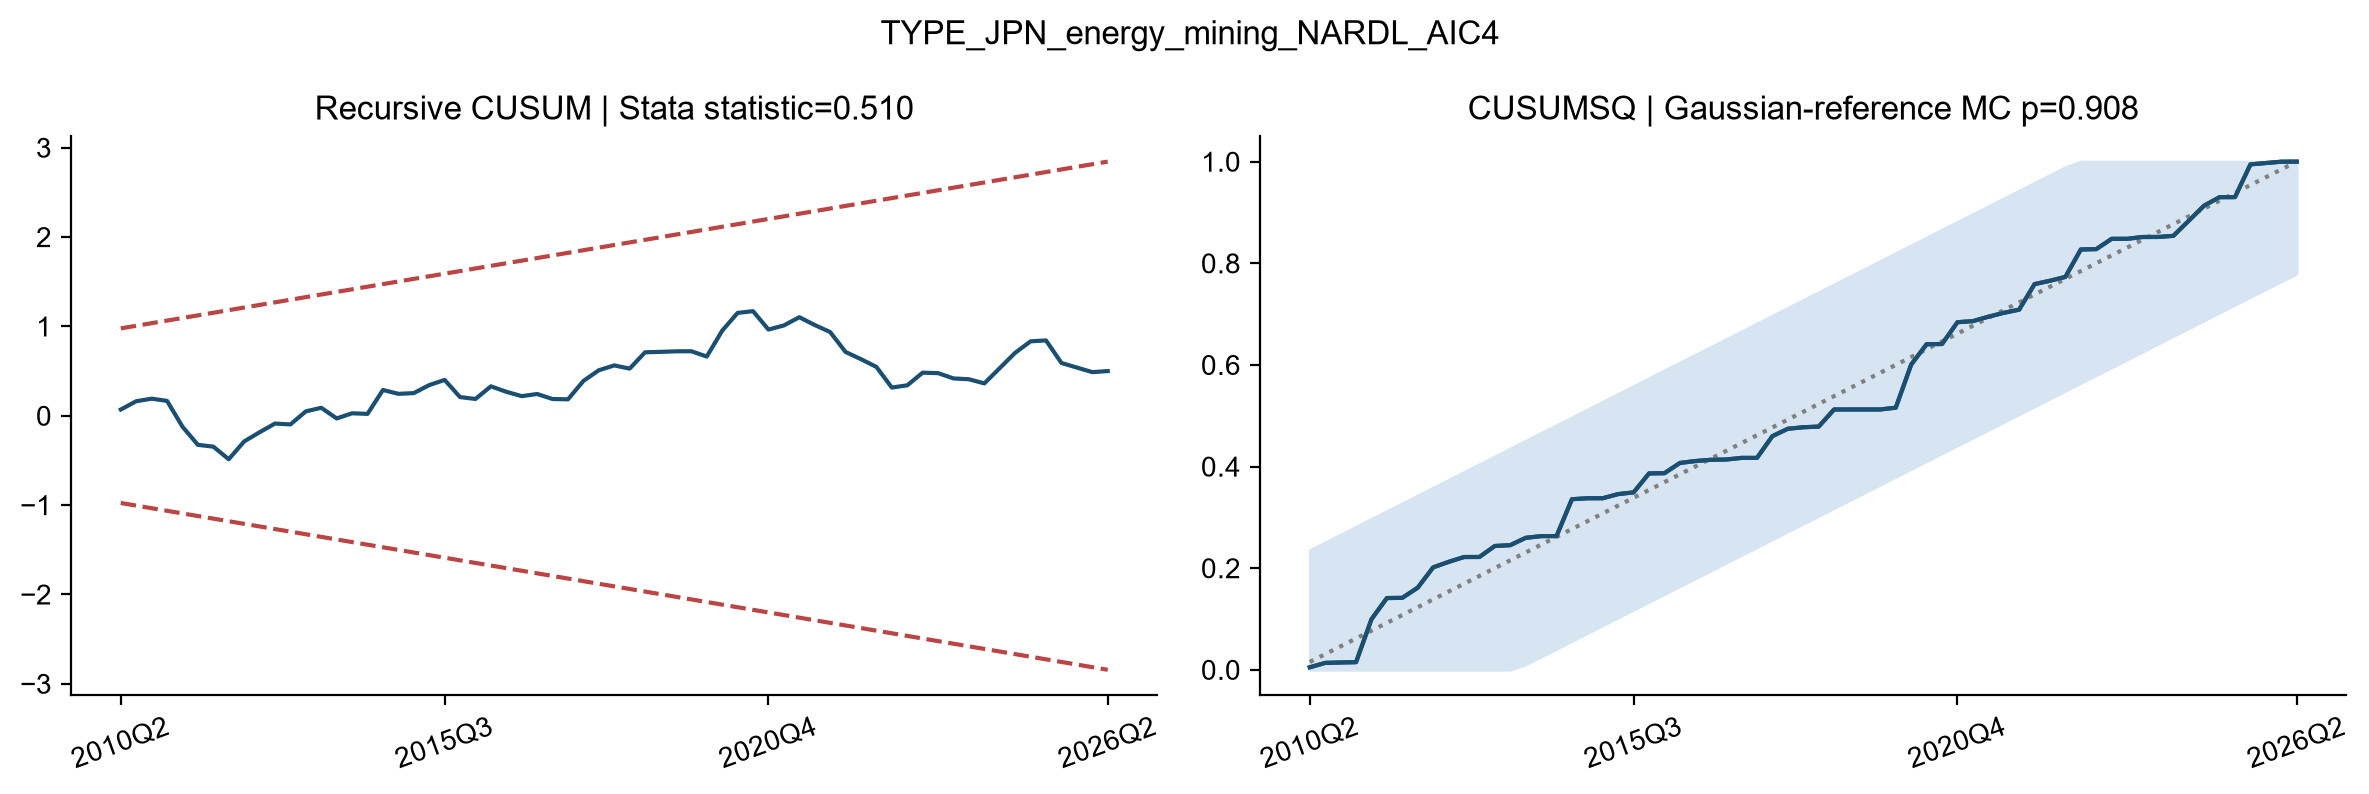 TYPE_JPN_energy_mining_NARDL_AIC4
Recursive CUSUM | Stata statistic=0.510
3
2
1
0
−1
−2
−3
2010Q2
2015Q3
2020Q4
2026Q2
CUSUMSQ | Gaussian-reference MC p=0.908
1.0
0.8
0.6
0.4
0.2
0.0
2010Q2
2015Q3
2020Q4
2026Q2